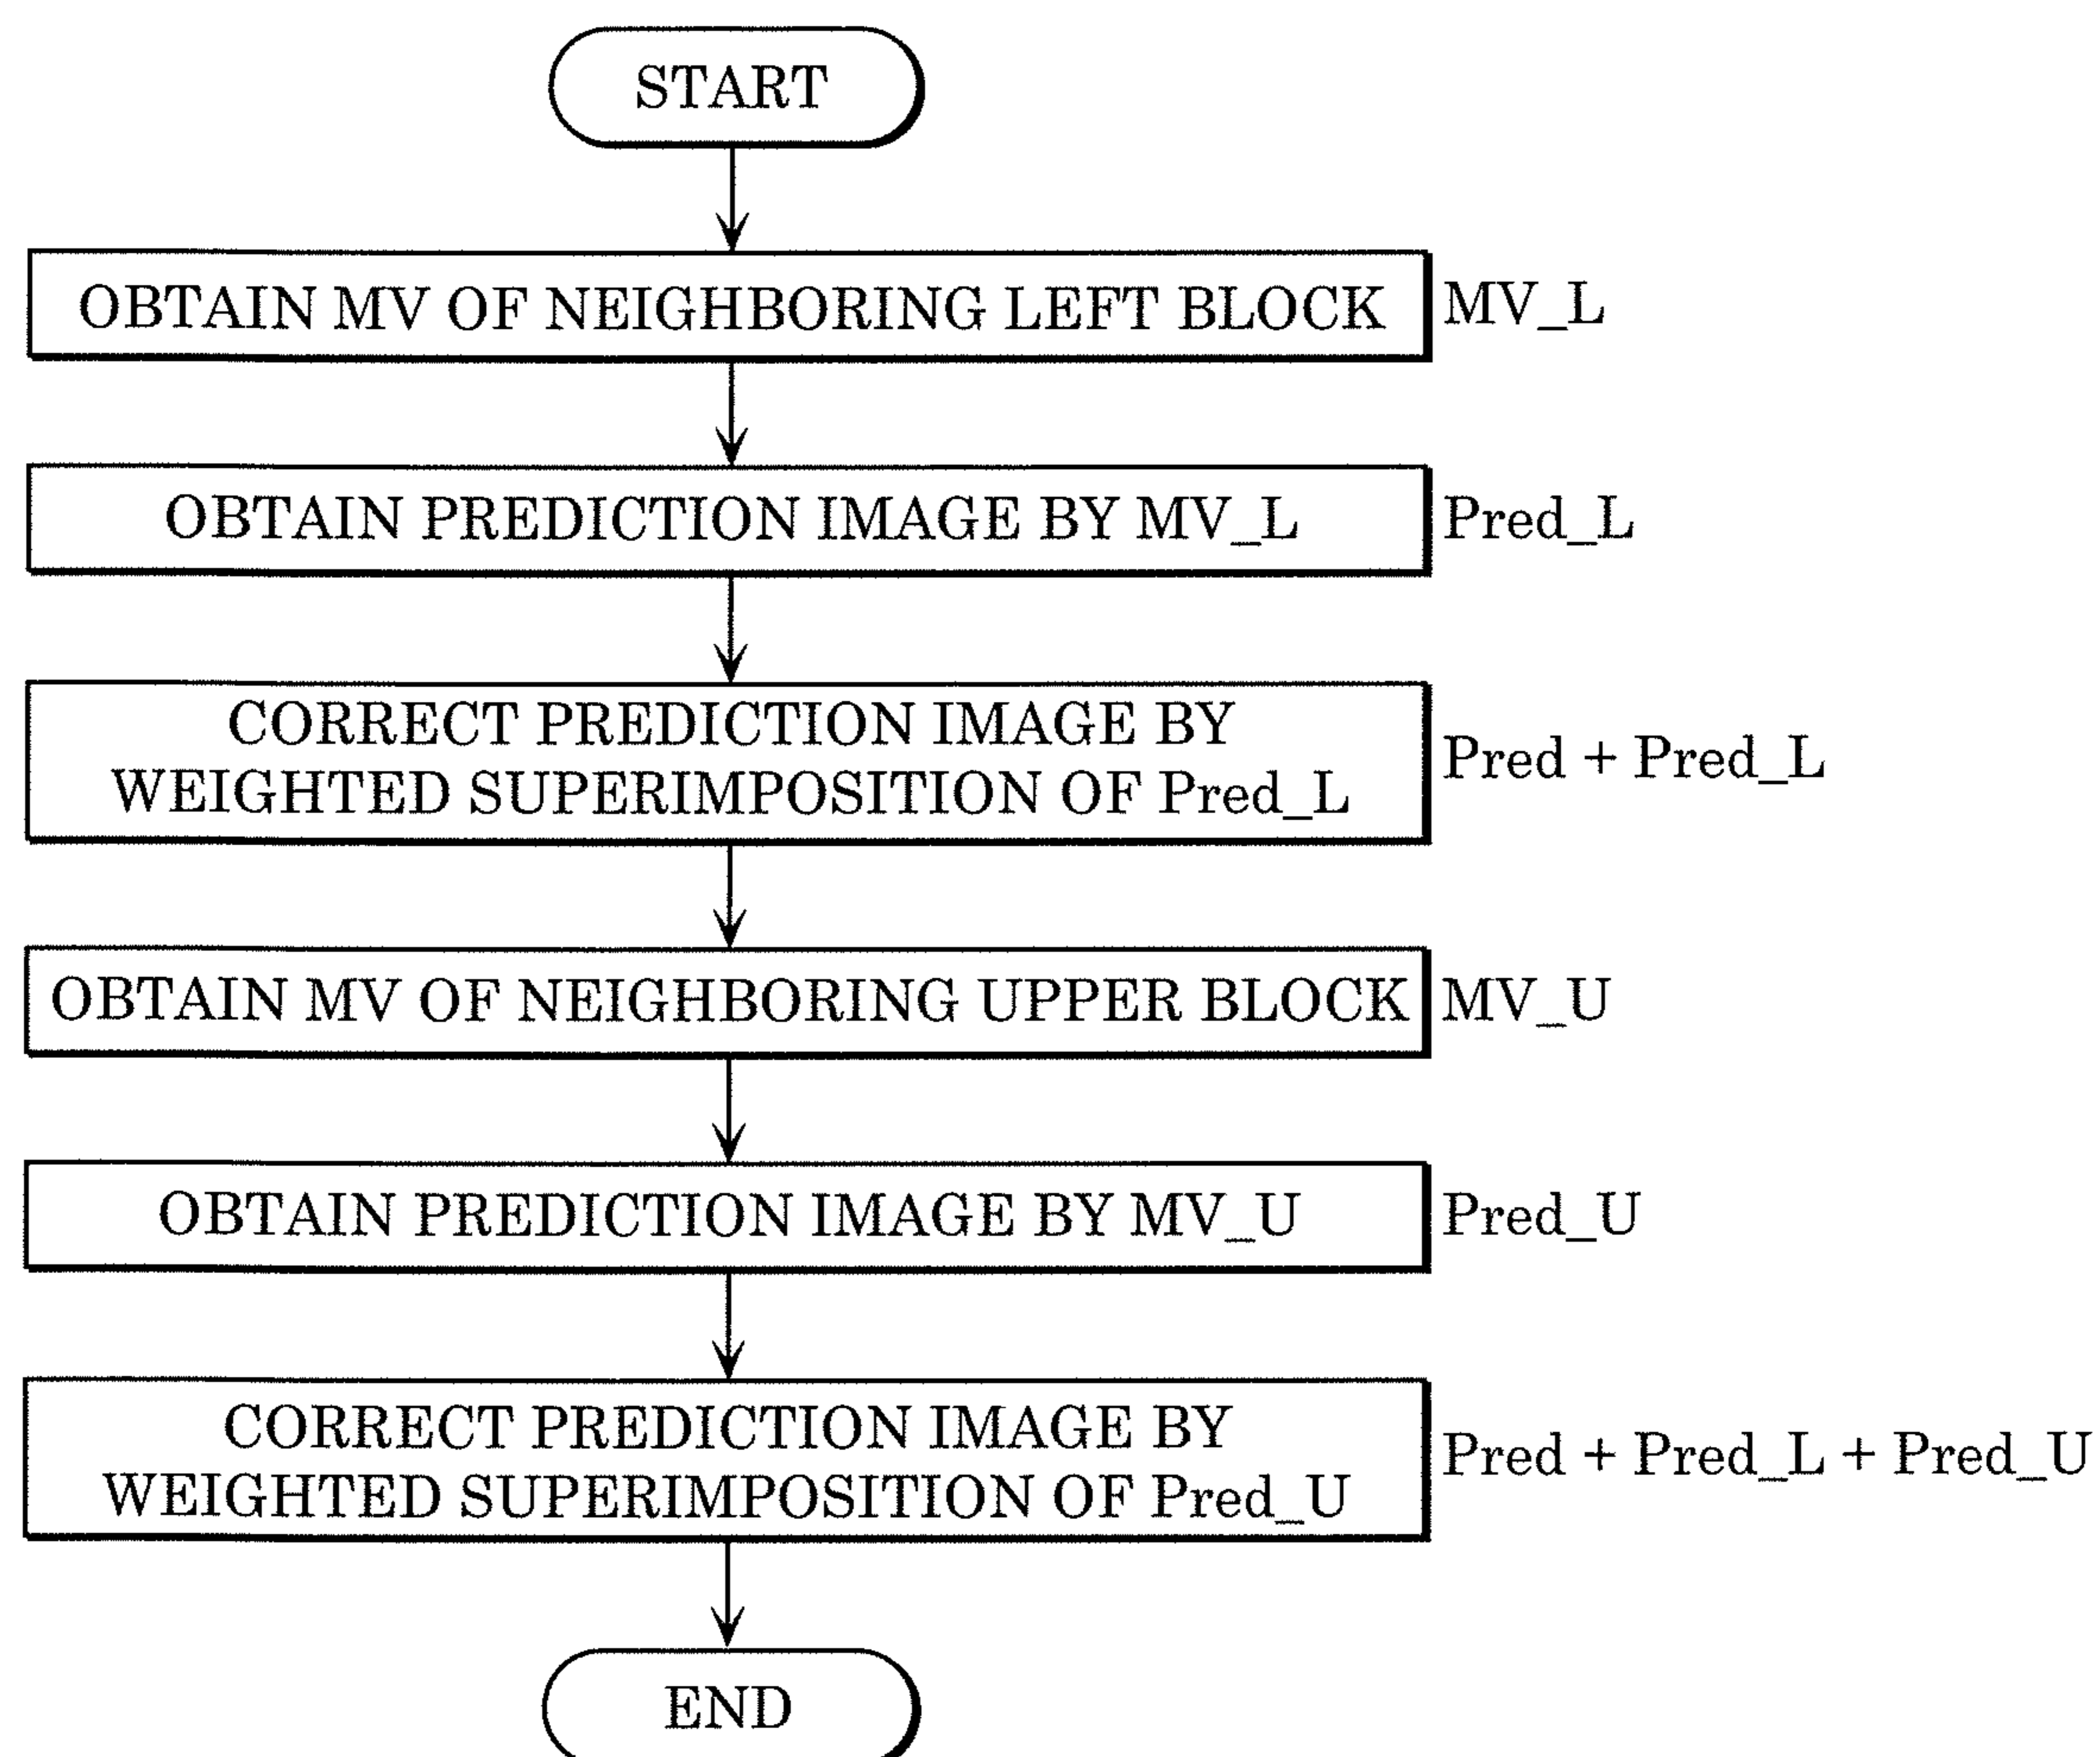 START
OBTAIN MV OF NEIGHBORING LEFT BLOCK MV_L
OBTAIN PREDICTION IMAGE BY MV_L Pred_L
CORRECT PREDICTION IMAGE BY
WEIGHTED SUPERIMPOSITION OF Pred_L
Pred + Pred_L
OBTAIN MV OF NEIGHBORING UPPER BLOCK MV_U
OBTAIN PREDICTION IMAGE BY MV_U Pred_U
CORRECT PREDICTION IMAGE BY
WEIGHTED SUPERIMPOSITION OF Pred_U
Pred + Pred_L + Pred_U
END